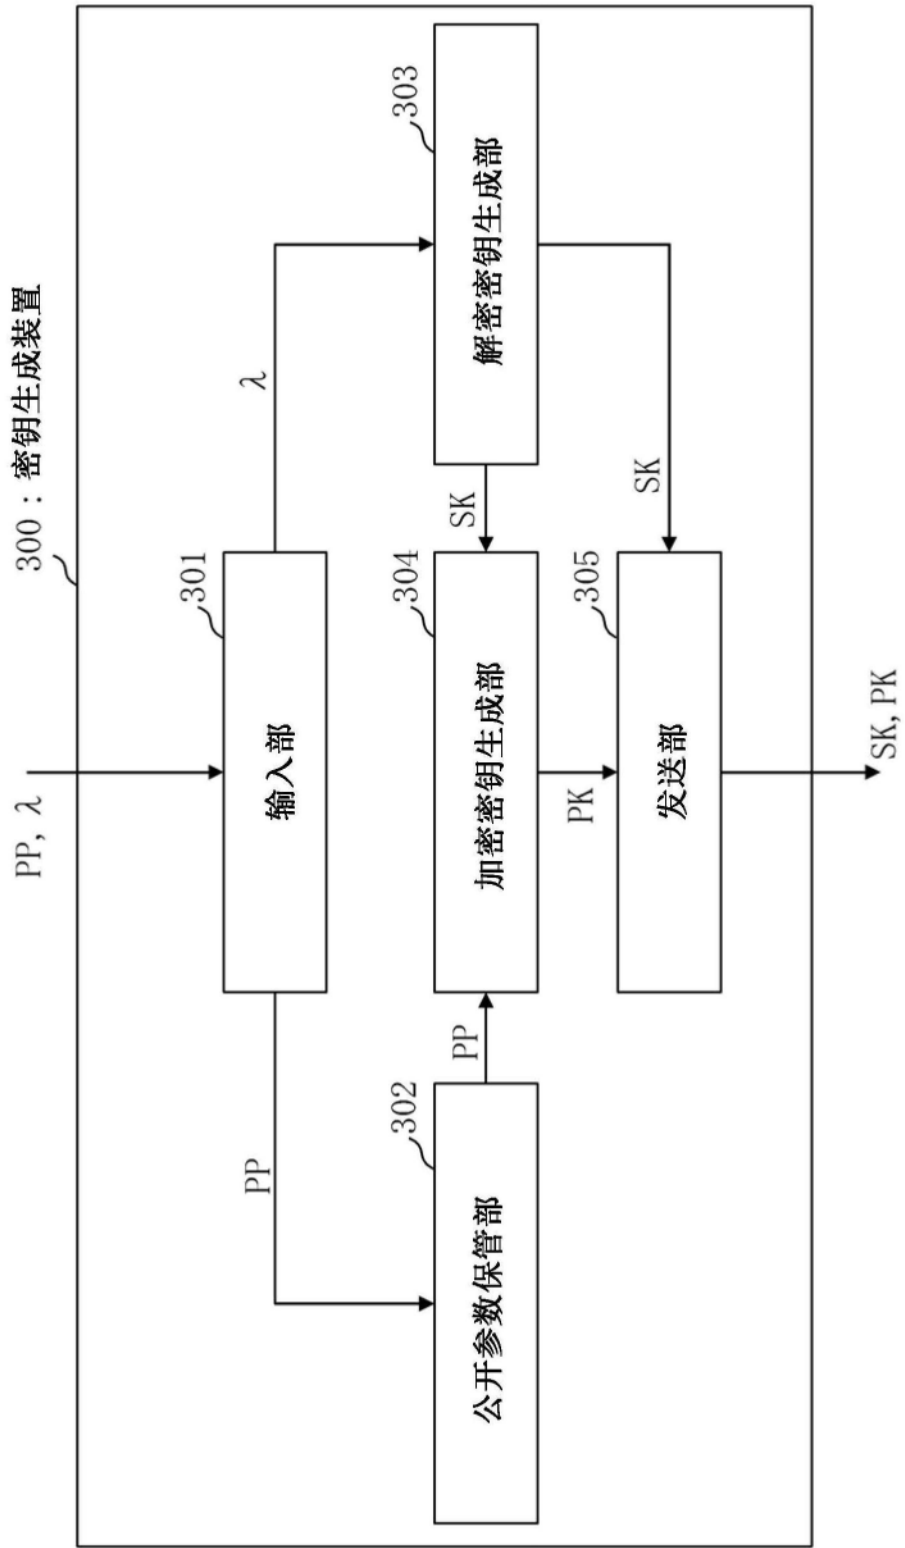 300：密钥生成装置
PP, λ
301
输入部
PP
λ
302
公开参数保管部
PP
304
加密密钥生成部
SK
303
解密密钥生成部
PK
SK
305
发送部
SK, PK